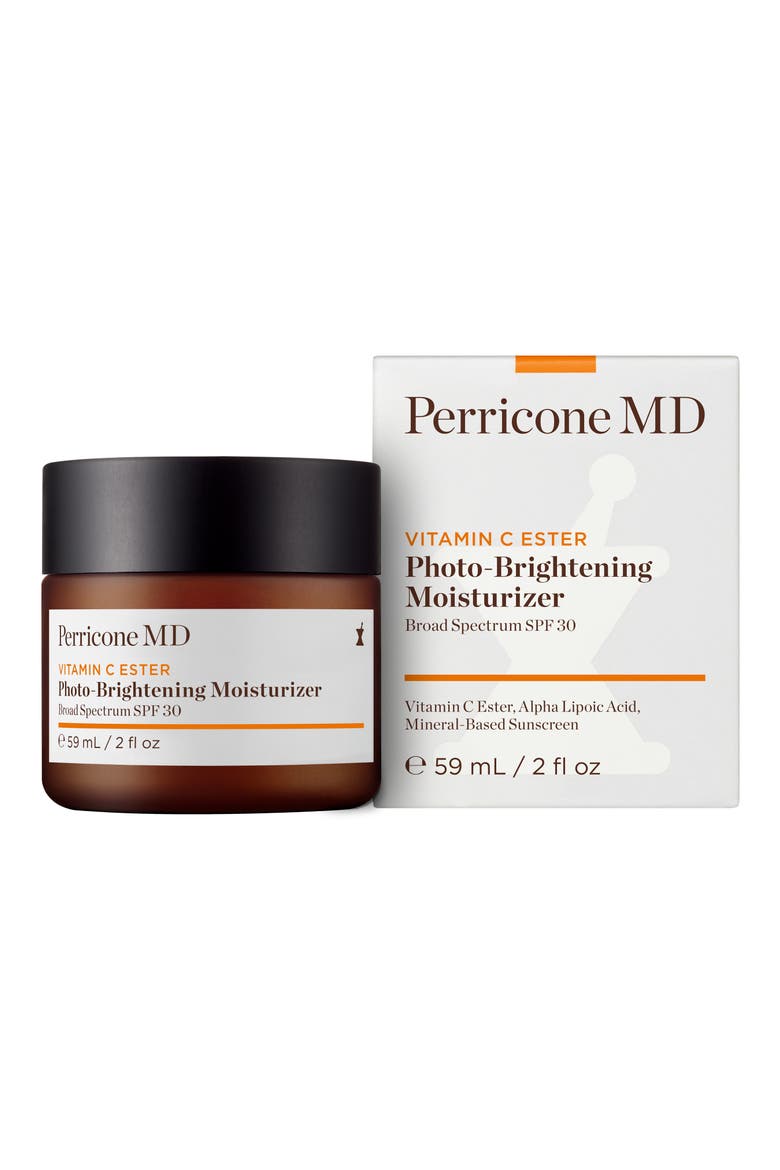 Perricone MD
VITAMIN C ESTER
Photo-Brightening Moisturizer
Broad Spectrum SPF 30
℮ 59 mL / 2 fl oz
Perricone MD
VITAMIN C ESTER
Photo-Brightening
Moisturizer
Broad Spectrum SPF 30
Vitamin C Ester, Alpha Lipoic Acid,
Mineral-Based Sunscreen
℮ 59 mL / 2 fl oz